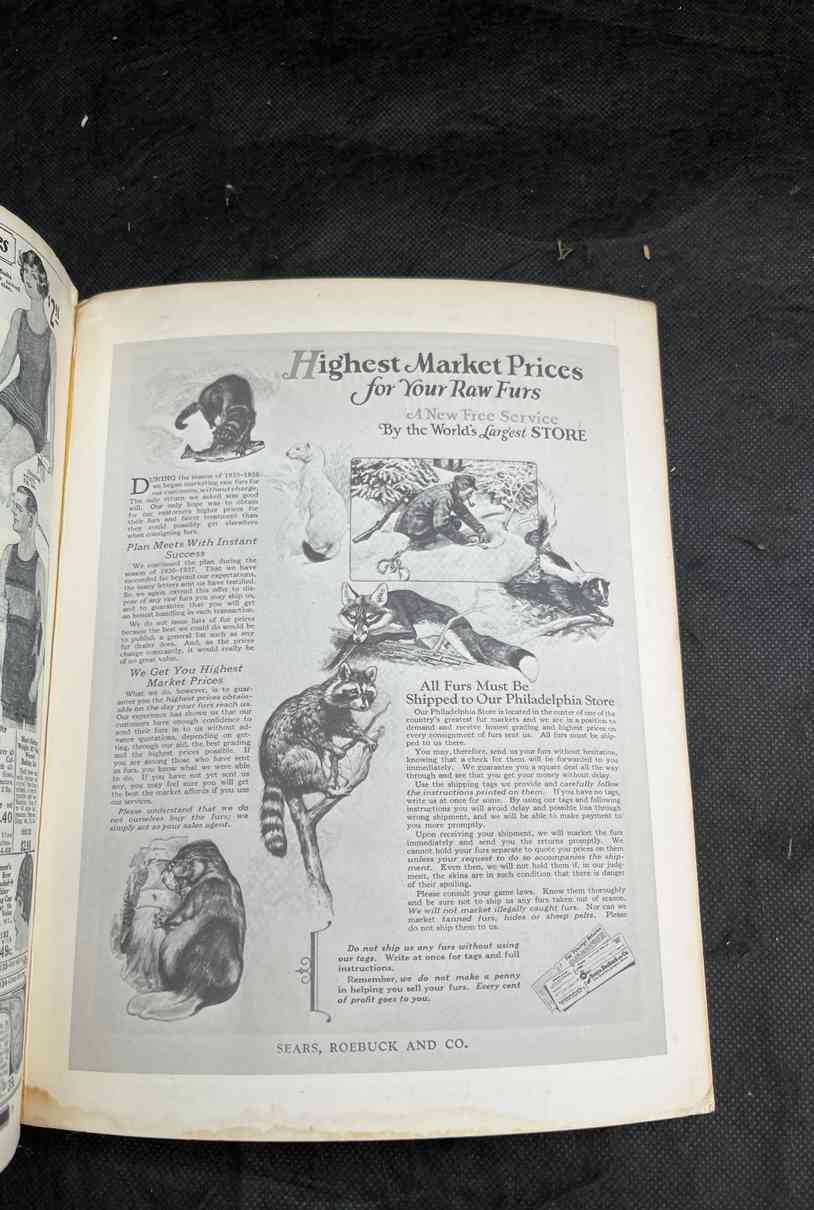 Highest Market Prices
for Your Raw Furs
A New Free Service
By the World's Largest STORE
DURING the season of 1925-1926
we began marketing raw furs for
our customers, without charge.
The only return we asked was good
will. Our only hope was to obtain
for our customers higher prices for
their furs and fairer treatment than
they could possibly get elsewhere
when consigning furs.
Plan Meets With Instant
Success
We continued the plan during the
season of 1926-1927. That we have
succeeded far beyond our expectations,
the many letters sent us have testified.
So we again extend this offer to dis-
pose of any raw furs you may ship us,
and to guarantee that you will get
an honest handling in each transaction.
We do not issue lists of fur prices
because the best we could do would be
to publish a general list such as any
fur dealer does. And, as the prices
change constantly, it would really be
of no great value.
We Get You Highest
Market Prices
What we do, however, is to guar-
antee you the highest prices obtain-
able on the day your furs reach us.
Our experience has shown us that our
customers have enough confidence to
send their furs in to us without ad-
vance quotations, depending on get-
ting, through our aid, the best grading
and the highest prices possible. If
you are among those who have sent
us furs, you know what we were able
to do. If you have not yet sent us
any, you may feel sure you will get
the best the market affords if you use
our services.
Please understand that we do
not ourselves buy the furs; we
simply act as your sales agent.
All Furs Must Be
Shipped to Our Philadelphia Store
Our Philadelphia Store is located in the center of one of the
country's greatest fur markets and we are in a position to
demand and receive honest grading and highest prices on
every consignment of furs sent us. All furs must be ship-
ped to us there.
You may, therefore, send us your furs without hesitation,
knowing that a check for them will be forwarded to you
immediately. We guarantee you a square deal all the way
through and see that you get your money without delay.
Use the shipping tags we provide and carefully follow
the instructions printed on them. If you have no tags,
write us at once for some. By using our tags and following
instructions you will avoid delay and possible loss through
wrong shipment, and we will be able to make payment to
you more promptly.
Upon receiving your shipment, we will market the furs
immediately and send you the returns promptly. We
cannot hold your furs separate to quote you prices on them
unless your request to do so accompanies the ship-
ment. Even then, we will not hold them if, in our judg-
ment, the skins are in such condition that there is danger
of their spoiling.
Please consult your game laws. Know them thoroughly
and be sure not to ship us any furs taken out of season.
We will not market illegally caught furs. Nor can we
market tanned furs, hides or sheep pelts. Please
do not ship them to us.
Do not ship us any furs without using
our tags. Write at once for tags and full
instructions.
Remember, we do not make a penny
in helping you sell your furs. Every cent
of profit goes to you.
SEARS, ROEBUCK AND CO.